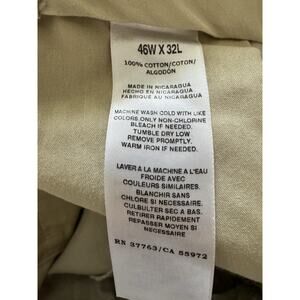 46W X 32L
100% COTTON/COTON/
ALGODÓN
MADE IN NICARAGUA
HECHO EN NICARAGUA
FABRIQUÉ AU NICARAGUA
MACHINE WASH COLD WITH LIKE
COLORS. ONLY NON-CHLORINE
BLEACH IF NEEDED.
TUMBLE DRY LOW
REMOVE PROMPTLY.
WARM IRON IF NEEDED.
LAVER A LA MACHINE A L'EAU
FROIDE AVEC
COULEURS SIMILAIRES.
BLANCHIR SANS
CHLORE SI NECESSAIRE.
CULBUTER SEC A BAS.
RETIRER RAPIDEMENT
REPASSER MOYEN SI
NECESSAIRE
RN 37763/CA 55972